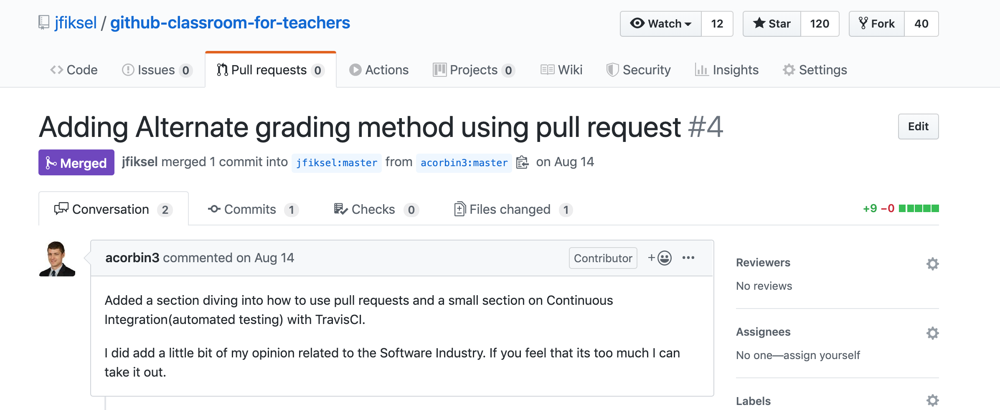 jfiksel / github-classroom-for-teachers Watch 12 Star 120 Fork 40
Code Issues 0 Pull requests 0 Actions Projects 0 Wiki Security Insights Settings
Adding Alternate grading method using pull request #4 Edit
Merged jfiksel merged 1 commit into jfiksel:master from acorbin3:master on Aug 14
Conversation 2 Commits 1 Checks 0 Files changed 1 +9 −0
acorbin3 commented on Aug 14 Contributor
Added a section diving into how to use pull requests and a small section on Continuous
Integration(automated testing) with TravisCI.
I did add a little bit of my opinion related to the Software Industry. If you feel that its too much I can
take it out.
Reviewers
No reviews
Assignees
No one—assign yourself
Labels